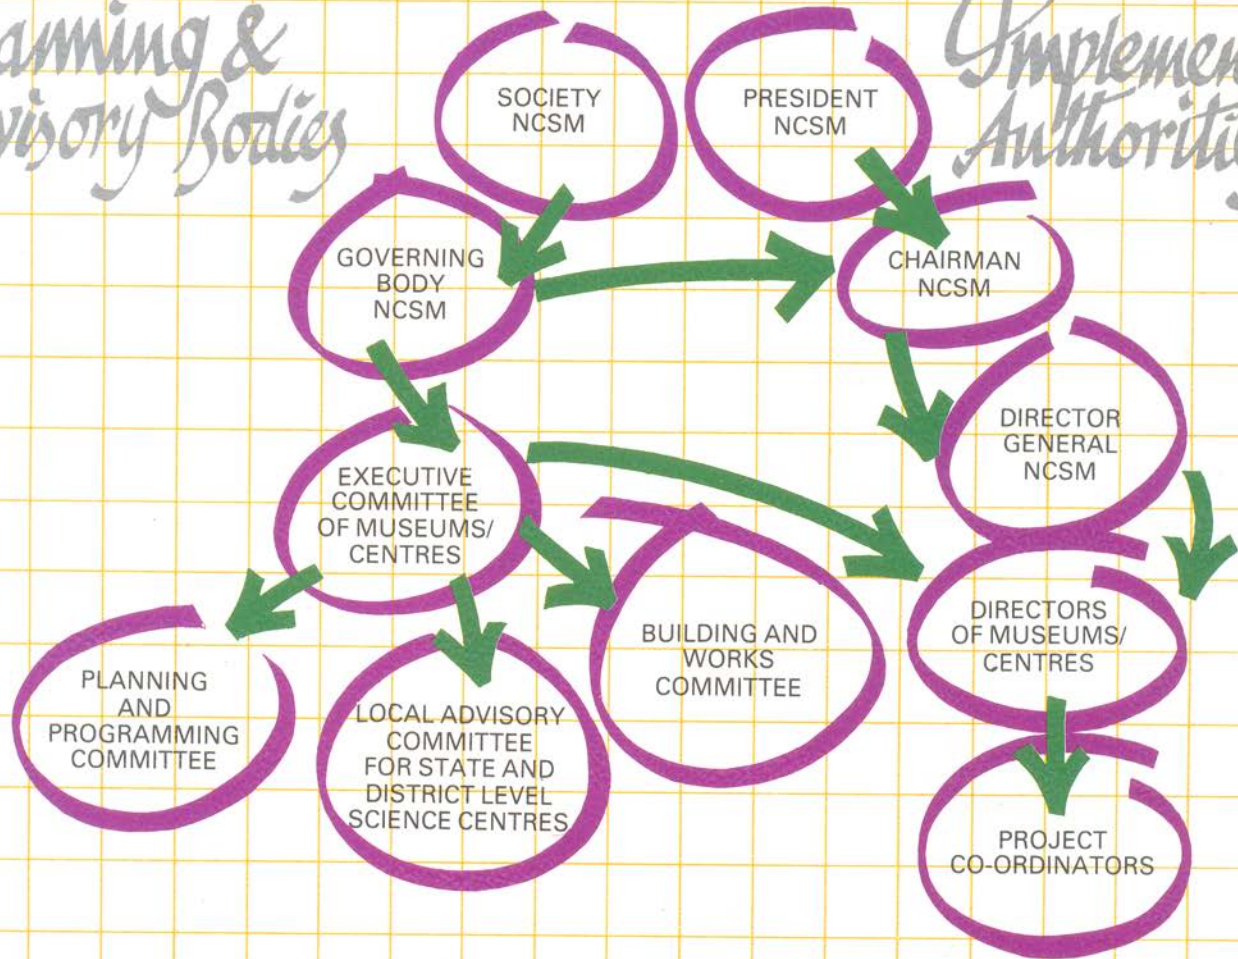 &
Bodies
SOCIETY
NCSM
PRESIDENT
NCSM
GOVERNING
BODY
NCSM
CHAIRMAN
NCSM
DIRECTOR
GENERAL
NCSM
EXECUTIVE
COMMITTEE
OF MUSEUMS/
CENTRES
DIRECTORS
OF MUSEUMS/
CENTRES
BUILDING AND
WORKS
COMMITTEE
PLANNING
AND
PROGRAMMING
COMMITTEE
LOCAL ADVISORY
COMMITTEE
FOR STATE AND
DISTRICT LEVEL
SCIENCE CENTRES
PROJECT
CO-ORDINATORS